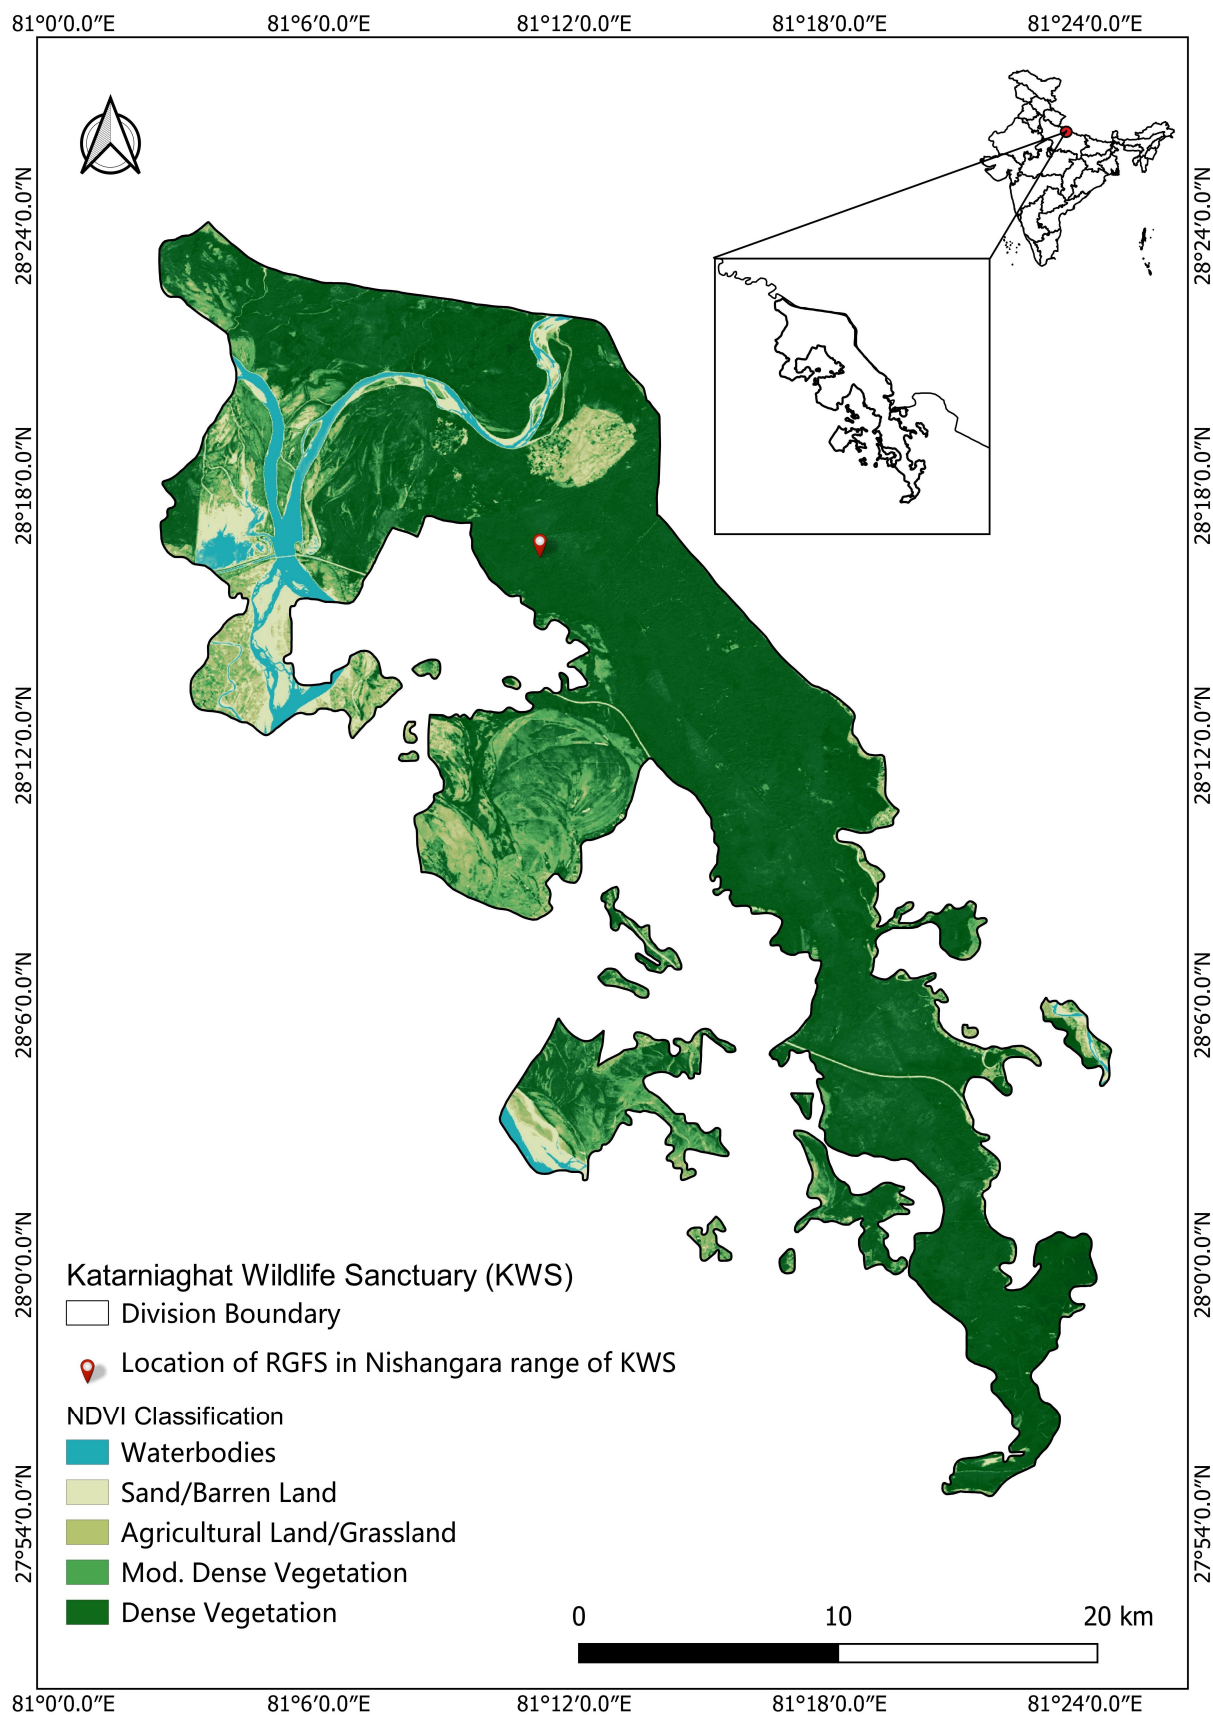 81°0′0.0″E 81°6′0.0″E 81°12′0.0″E 81°18′0.0″E 81°24′0.0″E
28°24′0.0″N 28°24′0.0″N
28°18′0.0″N 28°18′0.0″N
28°12′0.0″N 28°12′0.0″N
28°6′0.0″N 28°6′0.0″N
28°0′0.0″N 28°0′0.0″N
27°54′0.0″N 27°54′0.0″N
Katarniaghat Wildlife Sanctuary (KWS)
Division Boundary
Location of RGFS in Nishangara range of KWS
NDVI Classification
Waterbodies
Sand/Barren Land
Agricultural Land/Grassland
Mod. Dense Vegetation
Dense Vegetation
0 10 20 km
81°0′0.0″E 81°6′0.0″E 81°12′0.0″E 81°18′0.0″E 81°24′0.0″E